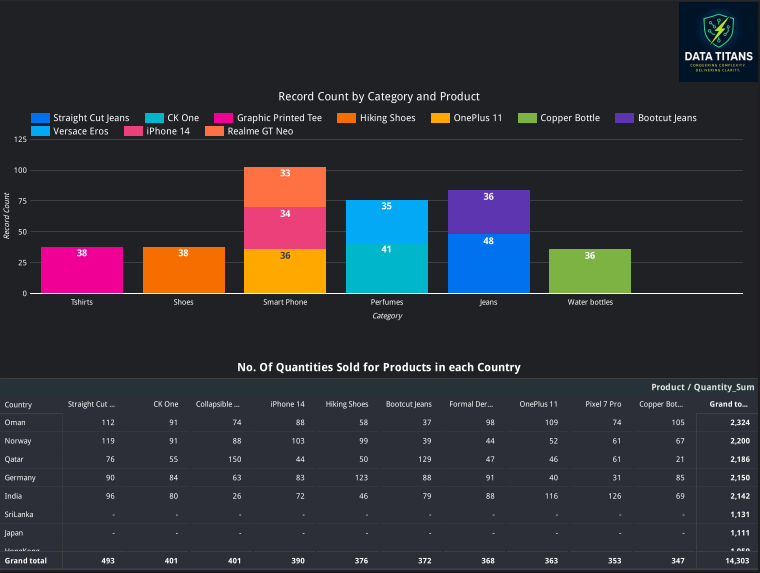 DATA TITANS
CONQUERING COMPLEXITY.
DELIVERING CLARITY.
Record Count by Category and Product
Straight Cut Jeans CK One Graphic Printed Tee Hiking Shoes OnePlus 11 Copper Bottle Bootcut Jeans
Versace Eros iPhone 14 Realme GT Neo
125
100
75
50
25
0
Record Count
38 38 33 34 36 35 41 36 48 36
Tshirts Shoes Smart Phone Perfumes Jeans Water bottles
Category
No. Of Quantities Sold for Products in each Country
Product / Quantity_Sum
Country Straight Cut ... CK One Collapsible ... iPhone 14 Hiking Shoes Bootcut Jeans Formal Der... OnePlus 11 Pixel 7 Pro Copper Bot... Grand to...
Oman 112 91 74 88 58 37 98 109 74 105 2,324
Norway 119 91 88 103 99 39 44 52 61 67 2,200
Qatar 76 55 150 44 50 129 47 46 61 21 2,186
Germany 90 84 63 83 123 88 91 40 31 85 2,150
India 96 80 26 72 46 79 88 116 126 69 2,142
SriLanka - - - - - - - - - - 1,131
Japan - - - - - - - - - - 1,111
Grand total 493 401 401 390 376 372 368 363 353 347 14,303